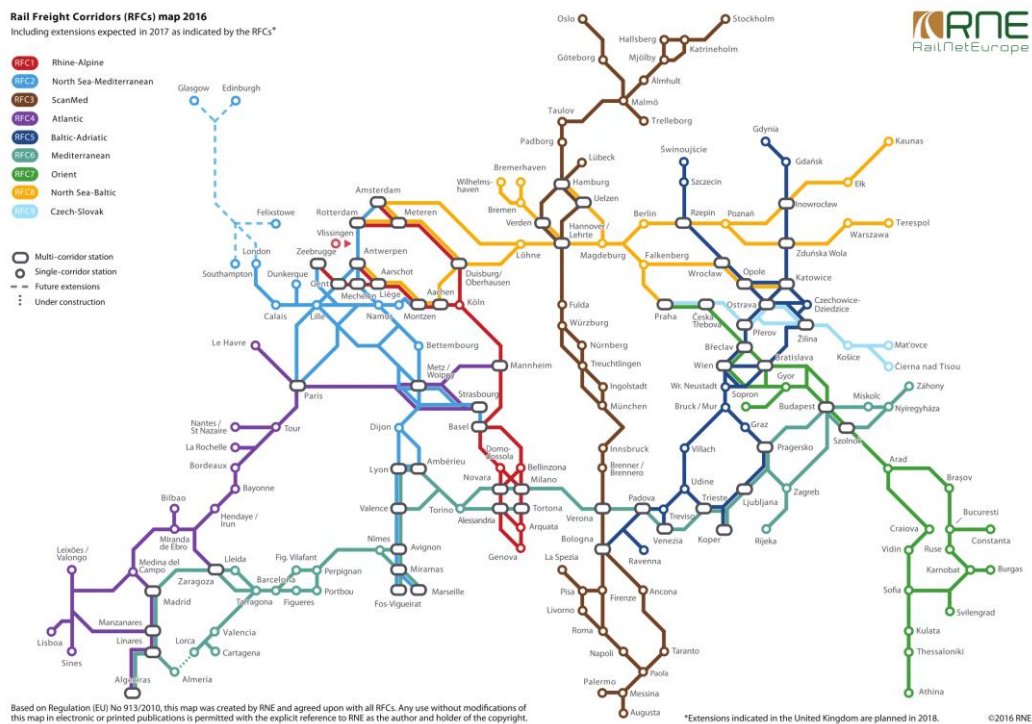 Rail Freight Corridors (RFCs) map 2016
Including extensions expected in 2017 as indicated by the RFCs*
RNE
RailNetEurope
RFC1 Rhine-Alpine
RFC2 North Sea-Mediterranean
RFC3 ScanMed
RFC4 Atlantic
RFC5 Baltic-Adriatic
RFC6 Mediterranean
RFC7 Orient
RFC8 North Sea-Baltic
RFC9 Czech-Slovak
Multi-corridor station
Single-corridor station
Future extensions
Under construction
Oslo
Stockholm
Hallsberg
Katrineholm
Göteborg
Mjölby
Älmhult
Malmö
Taulov
Trelleborg
Padborg
Glasgow
Edinburgh
Gdynia
Kaunas
Lübeck
Świnoujście
Gdańsk
Bremerhaven
Wilhelms-
haven
Hamburg
Szczecin
Ełk
Amsterdam
Uelzen
Inowrocław
Bremen
Felixstowe
Rotterdam
Meteren
Verden
Hannover /
Lehrte
Berlin
Rzepin
Poznań
Terespol
Vlissingen
Warszawa
London
Zeebrugge
Antwerpen
Löhne
Magdeburg
Falkenberg
Zduńska Wola
Southampton
Dunkerque
Gent
Aarschot
Duisburg/
Oberhausen
Wrocław
Opole
Katowice
Mechelen
Liège
Aachen
Köln
Calais
Lille
Namur
Montzen
Fulda
Praha
Česká
Třebova
Ostrava
Czechowice-
Dziedzice
Würzburg
Přerov
Žilina
Le Havre
Bettembourg
Nürnberg
Břeclav
Košice
Maťovce
Metz /
Woippy
Mannheim
Treuchtlingen
Wien
Bratislava
Čierna nad Tisou
Paris
Strasbourg
Ingolstadt
Wr. Neustadt
Gyor
Sopron
Miskolc
Záhony
München
Bruck / Mur
Budapest
Nyíregyháza
Nantes /
St Nazaire
Tour
Dijon
Basel
Graz
Szolnok
La Rochelle
Innsbruck
Villach
Pragersko
Domo-
dossola
Bordeaux
Lyon
Ambérieu
Bellinzona
Brenner /
Brennero
Arad
Novara
Milano
Udine
Brașov
Bayonne
Padova
Trieste
Ljubljana
Zagreb
Bilbao
Valence
Torino
Alessandria
Tortona
Verona
Treviso
Bucuresti
Hendaye /
Irun
Arquata
Venezia
Koper
Rijeka
Craiova
Constanta
Miranda
de Ebro
Nîmes
Avignon
Genova
Bologna
Ravenna
Vidin
Ruse
Leixões /
Valongo
Medina del
Campo
Lleida
Fig. Vilafant
La Spezia
Zaragoza
Barcelona
Perpignan
Miramas
Karnobat
Burgas
Madrid
Tarragona
Figueres
Portbou
Fos-Vigueirat
Marseille
Pisa
Firenze
Ancona
Sofia
Livorno
Svilengrad
Manzanares
Valencia
Roma
Kulata
Lisboa
Linares
Lorca
Cartagena
Napoli
Taranto
Thessaloniki
Sines
Almería
Paola
Algeciras
Palermo
Messina
Athina
Augusta
Based on Regulation (EU) No 913/2010, this map was created by RNE and agreed upon with all RFCs. Any use without modifications of
this map in electronic or printed publications is permitted with the explicit reference to RNE as the author and holder of the copyright.
*Extensions indicated in the United Kingdom are planned in 2018.
©2016 RNE